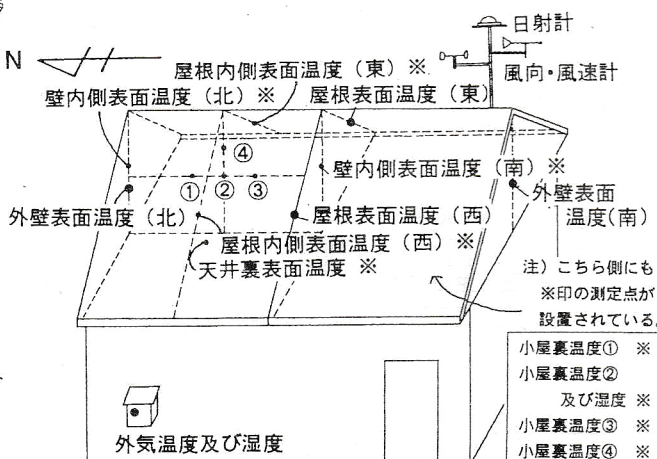 日射計
N
屋根内側表面温度（東）※
風向・風速計
壁内側表面温度（北）※
屋根表面温度（東）
④
壁内側表面温度（南）※
① ② ③
外壁表面温度（北）
屋根表面温度（西）
外壁表面
温度(南)
屋根内側表面温度（西）※
天井裏表面温度 ※
注）こちら側にも
※印の測定点が
設置されている。
小屋裏温度① ※
小屋裏温度②
及び湿度 ※
小屋裏温度③ ※
小屋裏温度④ ※
外気温度及び湿度